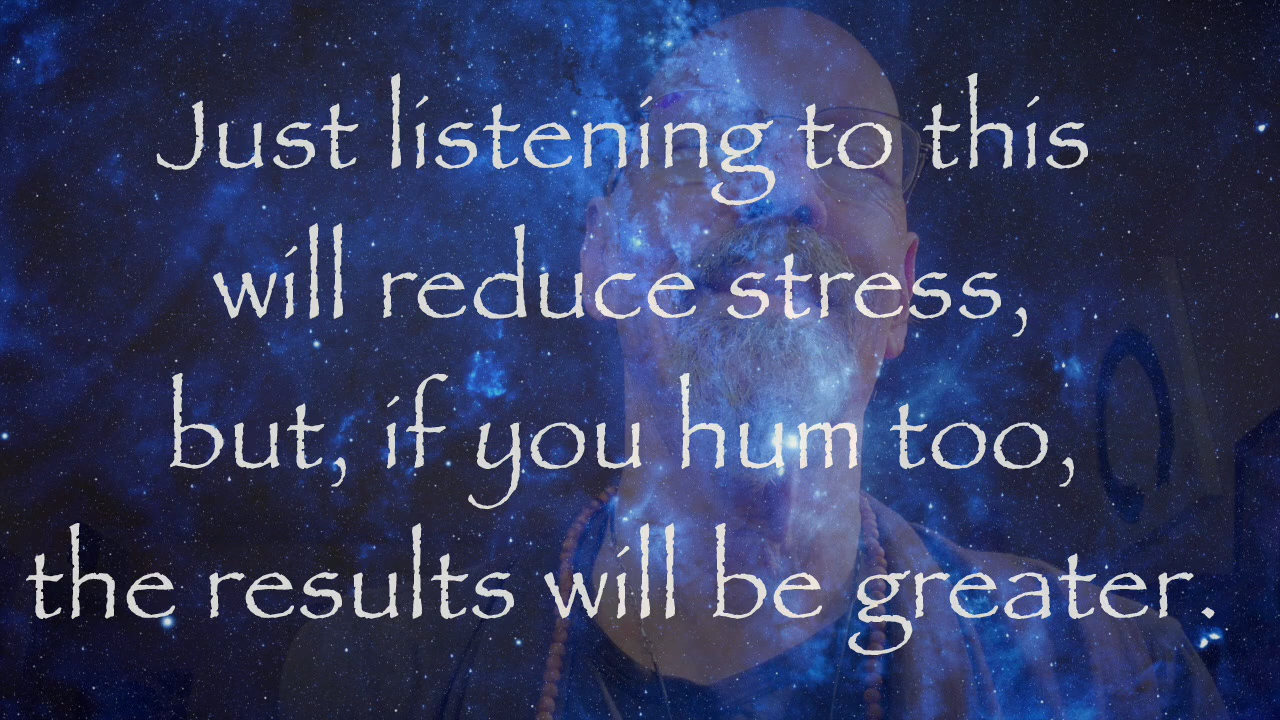 Just listening to this
will reduce stress,
but, if you hum too,
the results will be greater.